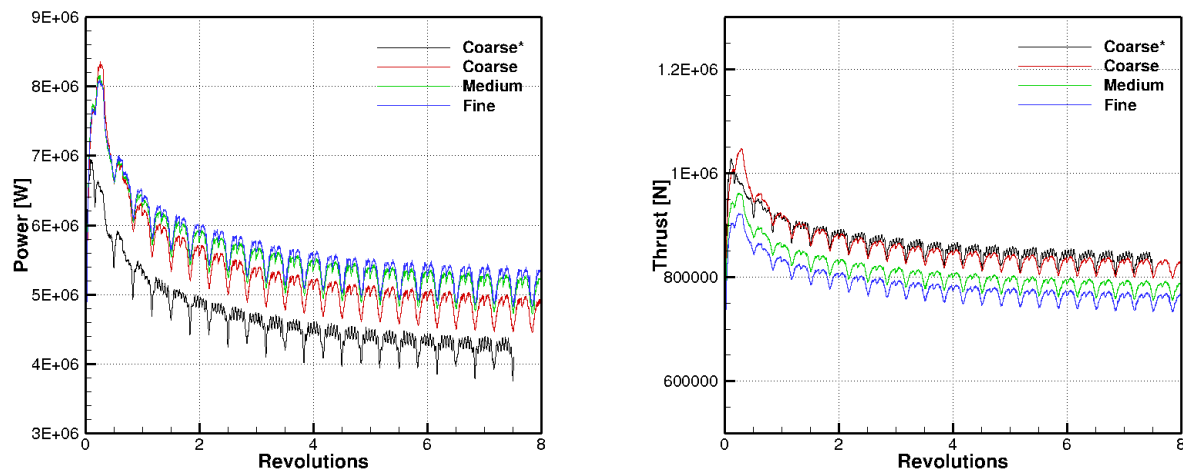 9E+06
8E+06
7E+06
6E+06
5E+06
4E+06
3E+06
Power [W]
0
2
4
6
8
Revolutions
Coarse*
Coarse
Medium
Fine
1.2E+06
1E+06
800000
600000
Thrust [N]
0
2
4
6
8
Revolutions
Coarse*
Coarse
Medium
Fine